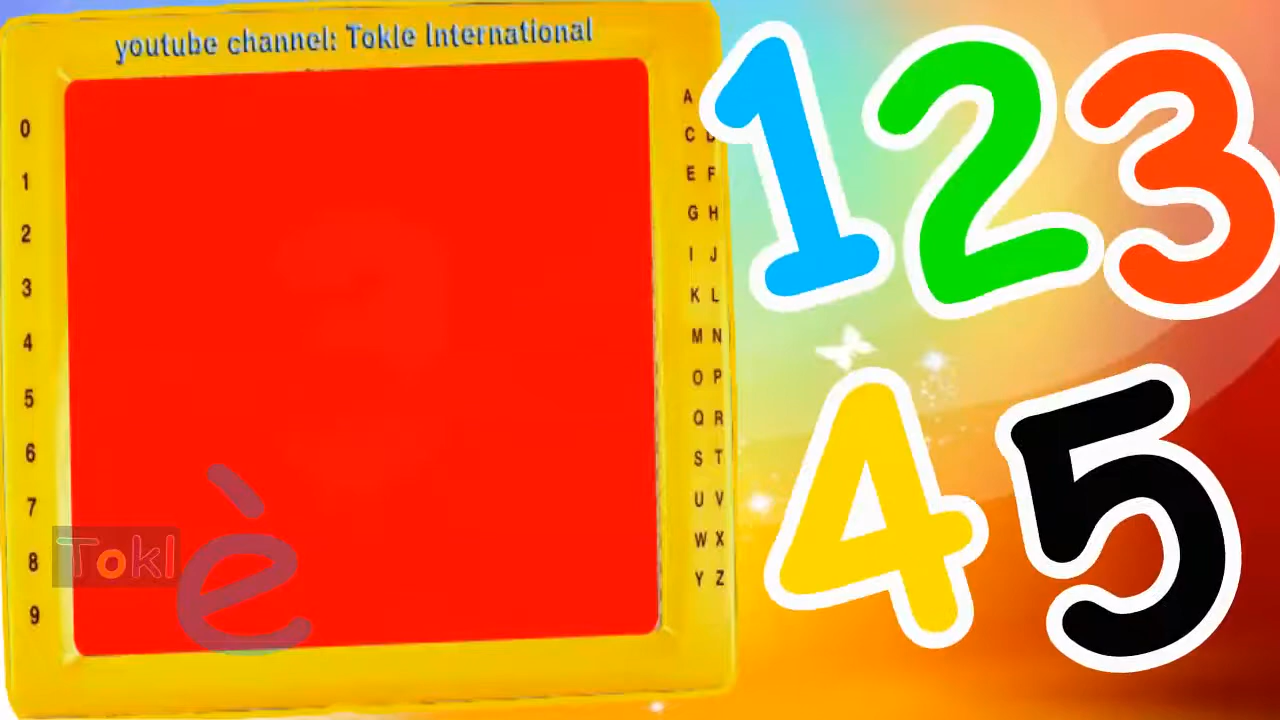 youtube channel: Tokle International
0
1
2
3
4
5
6
7
8
9
A
C D
E F
G H
I J
K L
M N
O P
Q R
S T
U V
W X
Y Z
1 2 3
4 5
Toklè